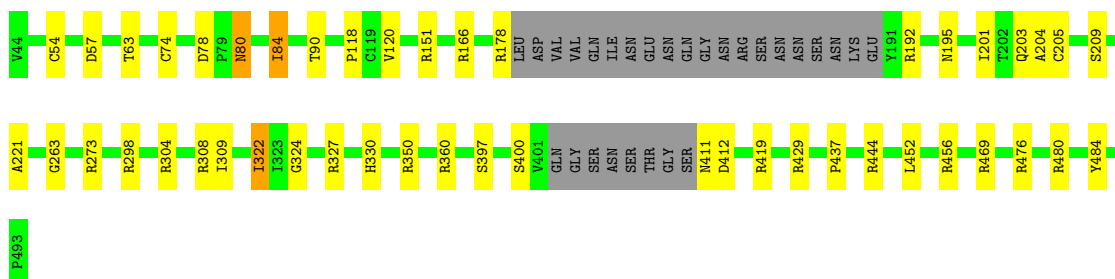 V44 C54 D57 T63 C74 D78 P79 N80 I84 T90 P118 C119 V120 R151 R166 R178 LEU ASP VAL VAL GLN ILE ASN GLU ASN GLN GLY ASN ARG SER ASN ASN SER ASN LYS GLU Y191 R192 N195 I201 T202 Q203 A204 C205 S209
A221 G263 R273 R298 R304 R308 I309 I322 I323 G324 R327 H330 R350 R360 S397 S400 V401 GLN GLY SER ASN SER THR GLY SER N411 D412 R419 R429 P437 R444 L452 R456 R469 R476 R480 Y484
P493